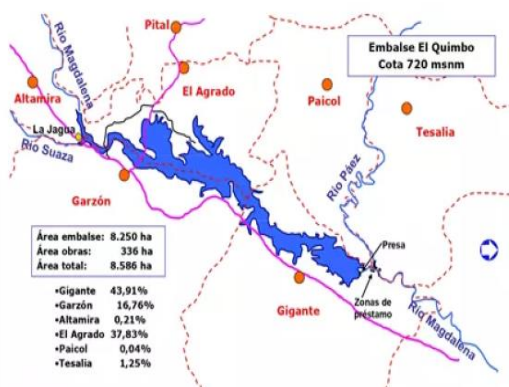 Pital
Embalse El Quimbo
Cota 720 msnm
Río Magdalena
El Agrado
Altamira
Paicol
Tesalia
La Jagua
Río Suaza
Río Páez
Garzón
Área embalse: 8.250 ha
Área obras: 336 ha
Área total: 8.586 ha
Presa
•Gigante 43,91%
•Garzón 16,76%
•Altamira 0,21%
•El Agrado 37,83%
•Paicol 0,04%
•Tesalia 1,25%
Gigante
Zonas de
préstamo
Río Magdalena